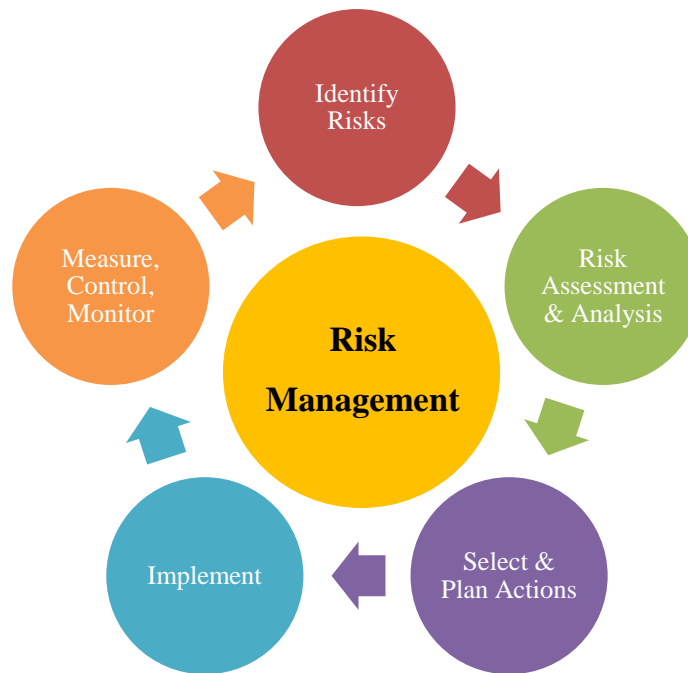 Identify
Risks
Risk
Assessment
& Analysis
Select &
Plan Actions
Implement
Measure,
Control,
Monitor
Risk
Management